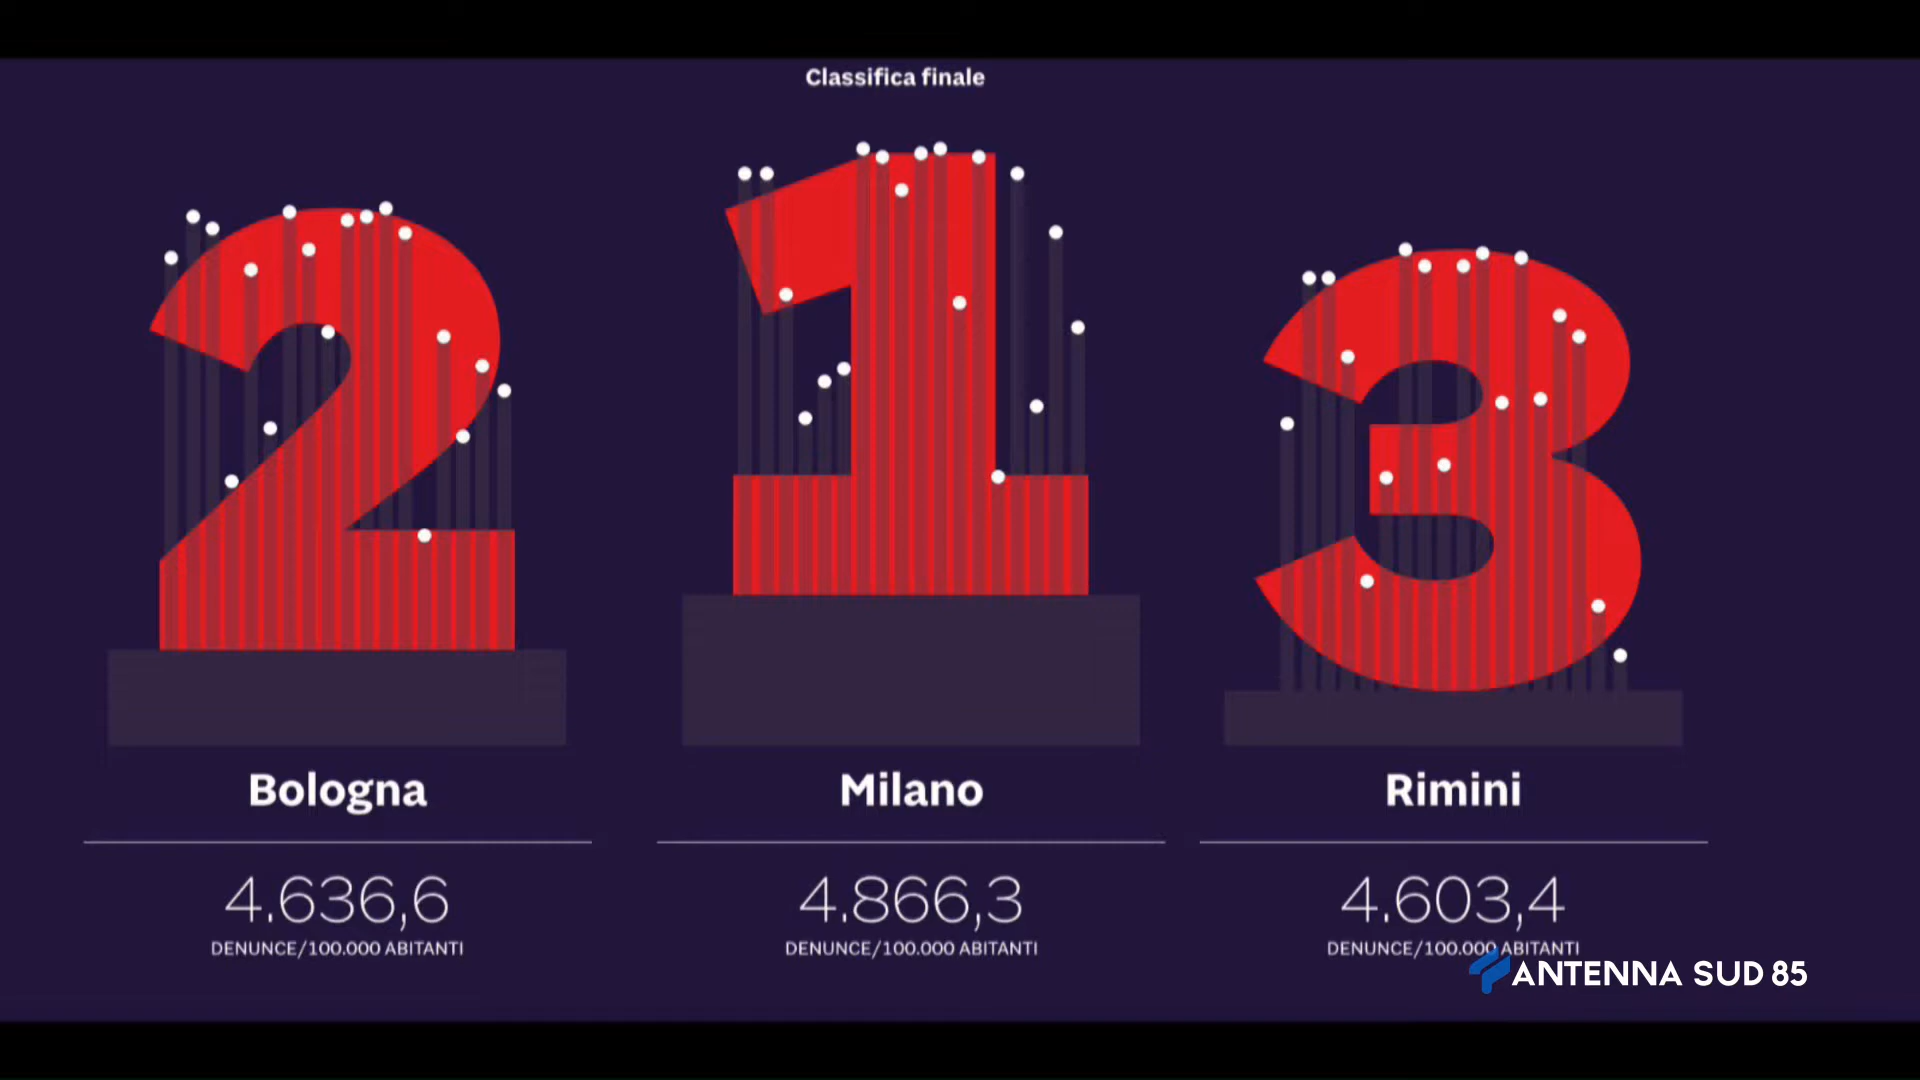 Classifica finale
2
1
3
Bologna
Milano
Rimini
4.636,6
4.866,3
4.603,4
DENUNCE/100.000 ABITANTI
DENUNCE/100.000 ABITANTI
DENUNCE/100.000 ABITANTI
ANTENNA SUD 85